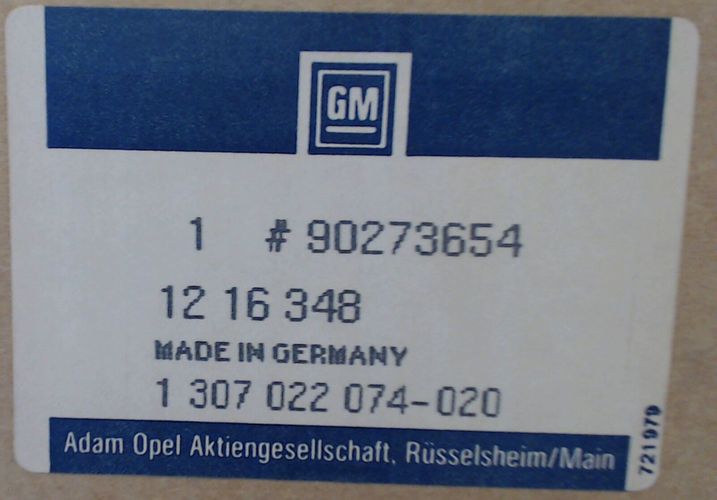 GM
1 # 90273654
12 16 348
MADE IN GERMANY
1 307 022 074-020
Adam Opel Aktiengesellschaft, Rüsselsheim/Main
721979